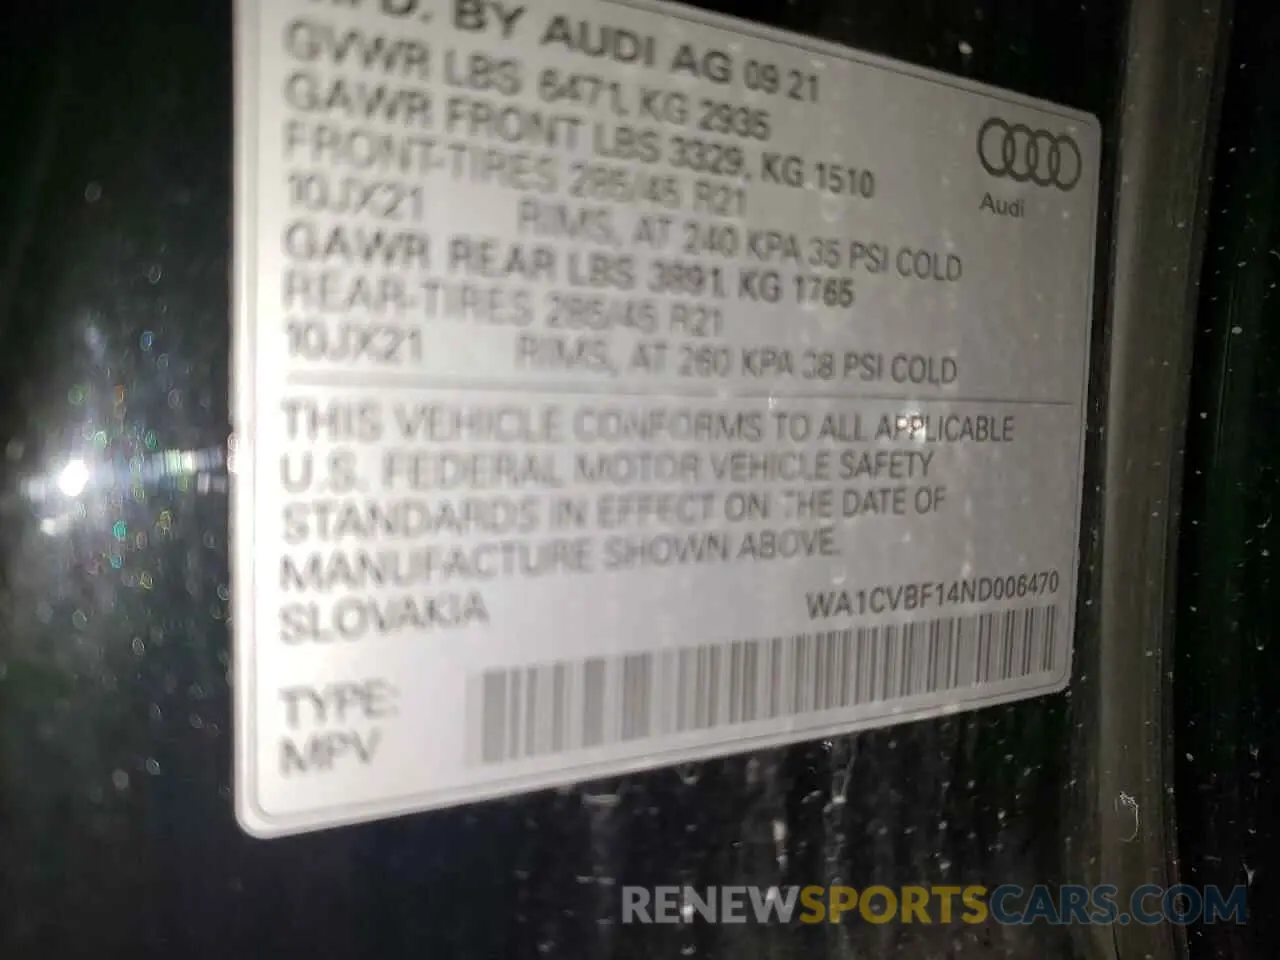 MFD. BY AUDI AG 09 21
GVWR LBS 6471, KG 2935
GAWR FRONT LBS 3329, KG 1510
FRONT-TIRES 285/45 R21
10JX21 RIMS, AT 240 KPA 35 PSI COLD
GAWR REAR LBS 3891, KG 1765
REAR-TIRES 285/45 R21
10JX21 RIMS, AT 260 KPA 38 PSI COLD
Audi
THIS VEHICLE CONFORMS TO ALL APPLICABLE
U.S. FEDERAL MOTOR VEHICLE SAFETY
STANDARDS IN EFFECT ON THE DATE OF
MANUFACTURE SHOWN ABOVE.
SLOVAKIA
WA1CVBF14ND006470
TYPE:
MPV
RENEWSPORTSCARS.COM